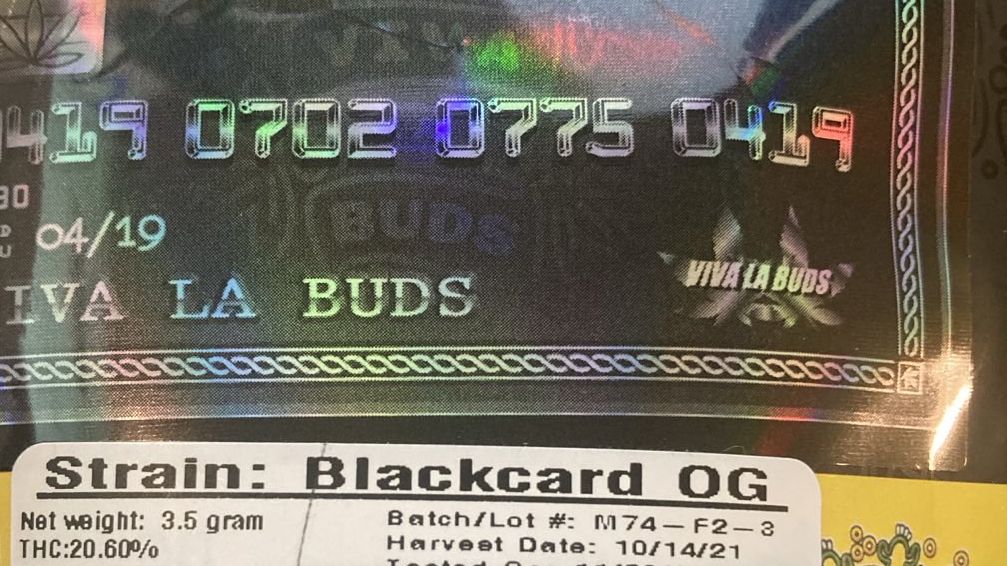 419 0702 0775 0419
BUDS
04/19
IVA LA BUDS
VIVA LA BUDS
Strain: Blackcard OG
Net weight: 3.5 gram
THC:20.60%
Batch/Lot #: M74-F2-3
Harvest Date: 10/14/21